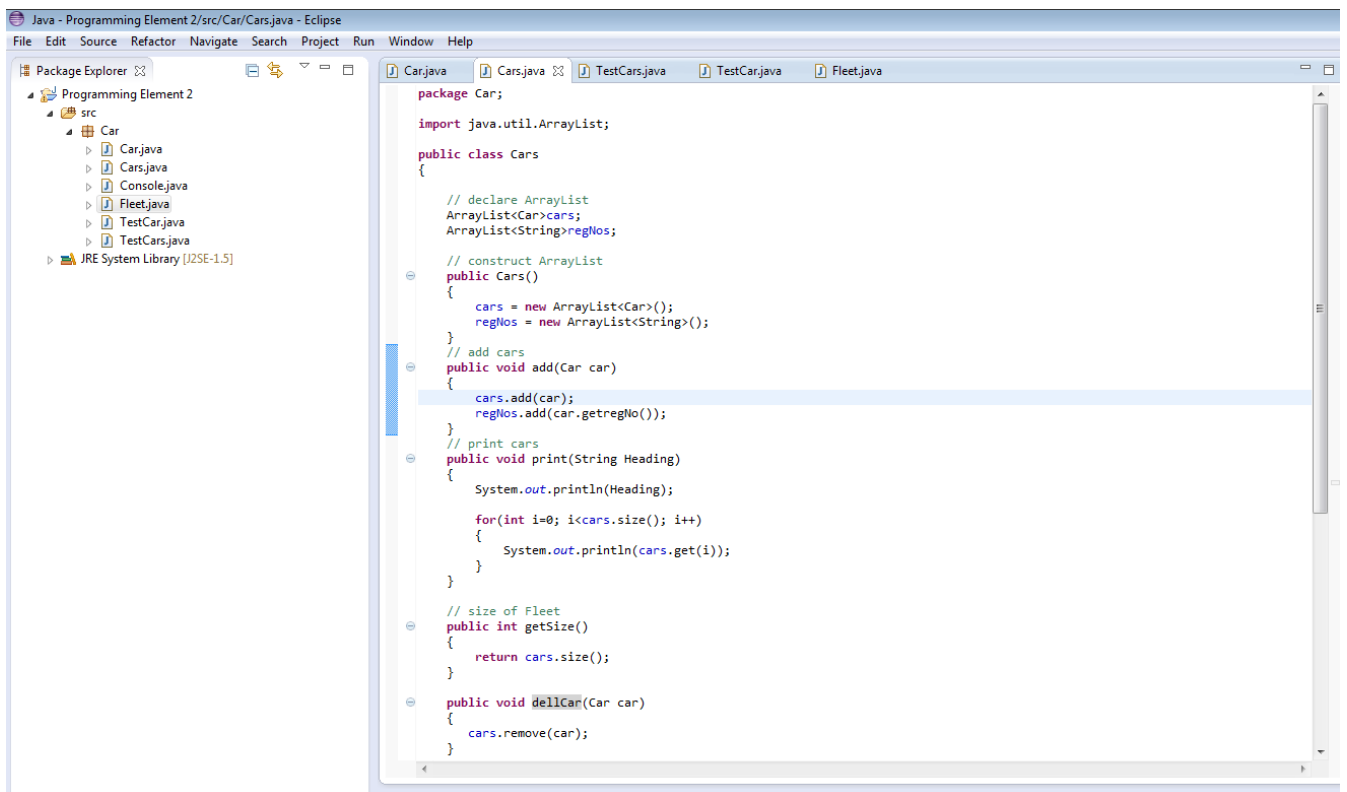 Java - Programming Element 2/src/Car/Cars.java - Eclipse
File Edit Source Refactor Navigate Search Project Run Window Help
Package Explorer
Programming Element 2
src
Car
Car.java
Cars.java
Console.java
Fleet.java
TestCar.java
TestCars.java
JRE System Library [J2SE-1.5]
Car.java Cars.java TestCars.java TestCar.java Fleet.java
package Car;
import java.util.ArrayList;
public class Cars
{
// declare ArrayList
ArrayList<Car>cars;
ArrayList<String>regNos;
// construct ArrayList
public Cars()
{
cars = new ArrayList<Car>();
regNos = new ArrayList<String>();
}
// add cars
public void add(Car car)
{
cars.add(car);
regNos.add(car.getregNo());
}
// print cars
public void print(String Heading)
{
System.out.println(Heading);
for(int i=0; i<cars.size(); i++)
{
System.out.println(cars.get(i));
}
}
// size of Fleet
public int getSize()
{
return cars.size();
}
public void dellCar(Car car)
{
cars.remove(car);
}